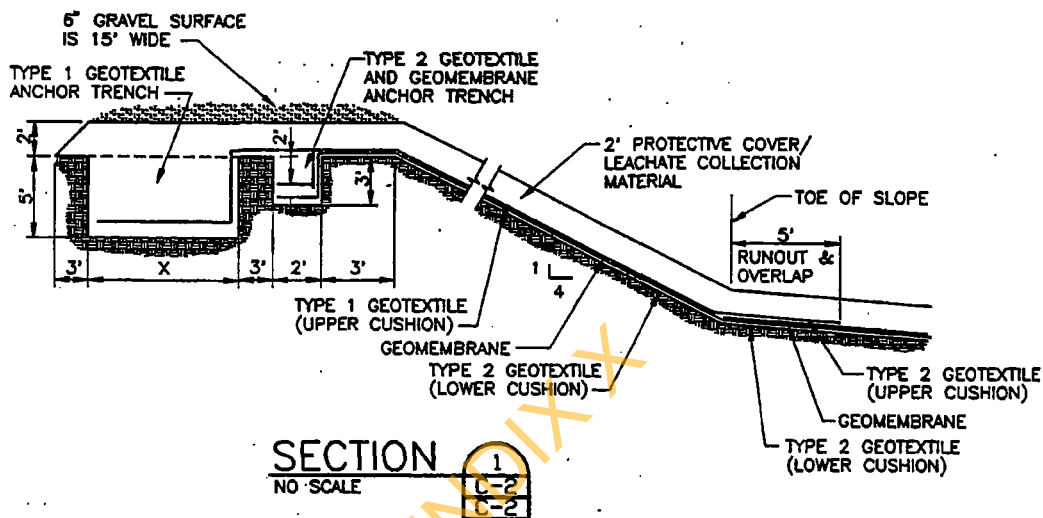 6" GRAVEL SURFACE
IS 15' WIDE
TYPE 1 GEOTEXTILE
ANCHOR TRENCH
TYPE 2 GEOTEXTILE
AND GEOMEMBRANE
ANCHOR TRENCH
2'
2'
5'
3'
3'
X
3'
2'
3'
2' PROTECTIVE COVER/
LEACHATE COLLECTION
MATERIAL
TOE OF SLOPE
5'
RUNOUT &
OVERLAP
1
4
TYPE 1 GEOTEXTILE
(UPPER CUSHION)
GEOMEMBRANE
TYPE 2 GEOTEXTILE
(LOWER CUSHION)
TYPE 2 GEOTEXTILE
(UPPER CUSHION)
GEOMEMBRANE
TYPE 2 GEOTEXTILE
(LOWER CUSHION)
SECTION
NO SCALE
1
C-2
C-2
NDIX X